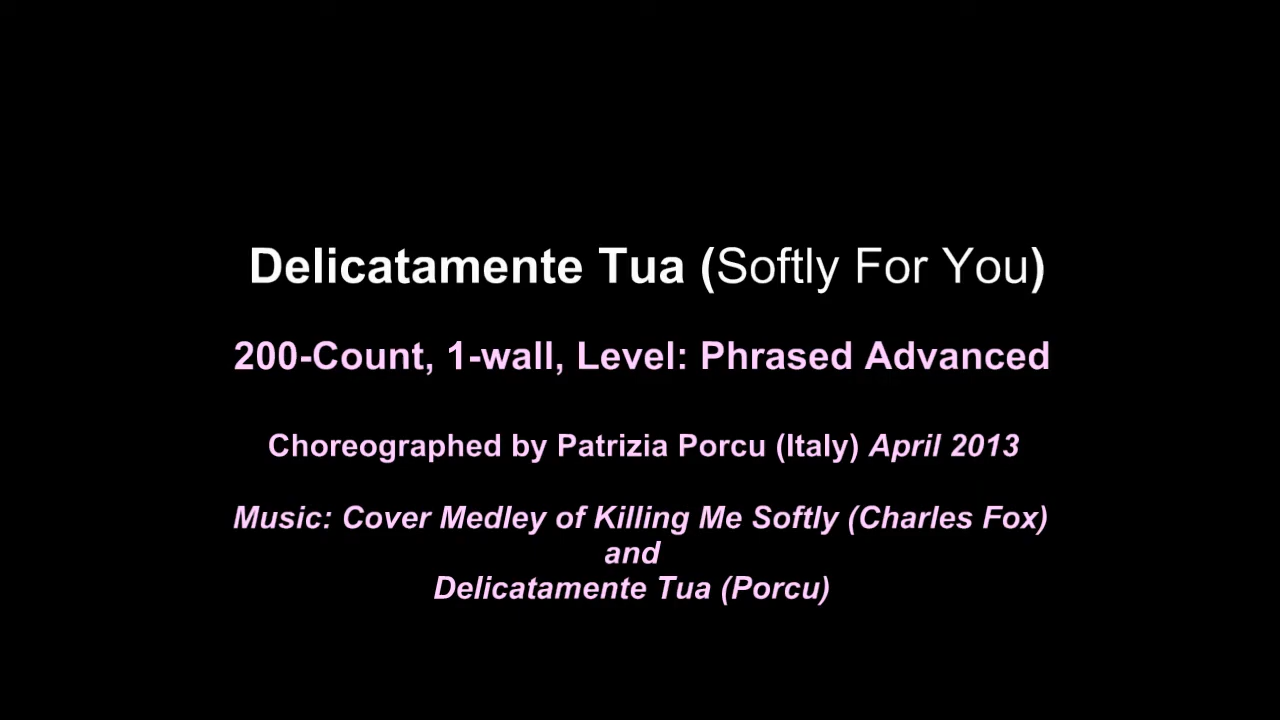 Delicatamente Tua (Softly For You)
200-Count, 1-wall, Level: Phrased Advanced
Choreographed by Patrizia Porcu (Italy) April 2013
Music: Cover Medley of Killing Me Softly (Charles Fox)
and
Delicatamente Tua (Porcu)